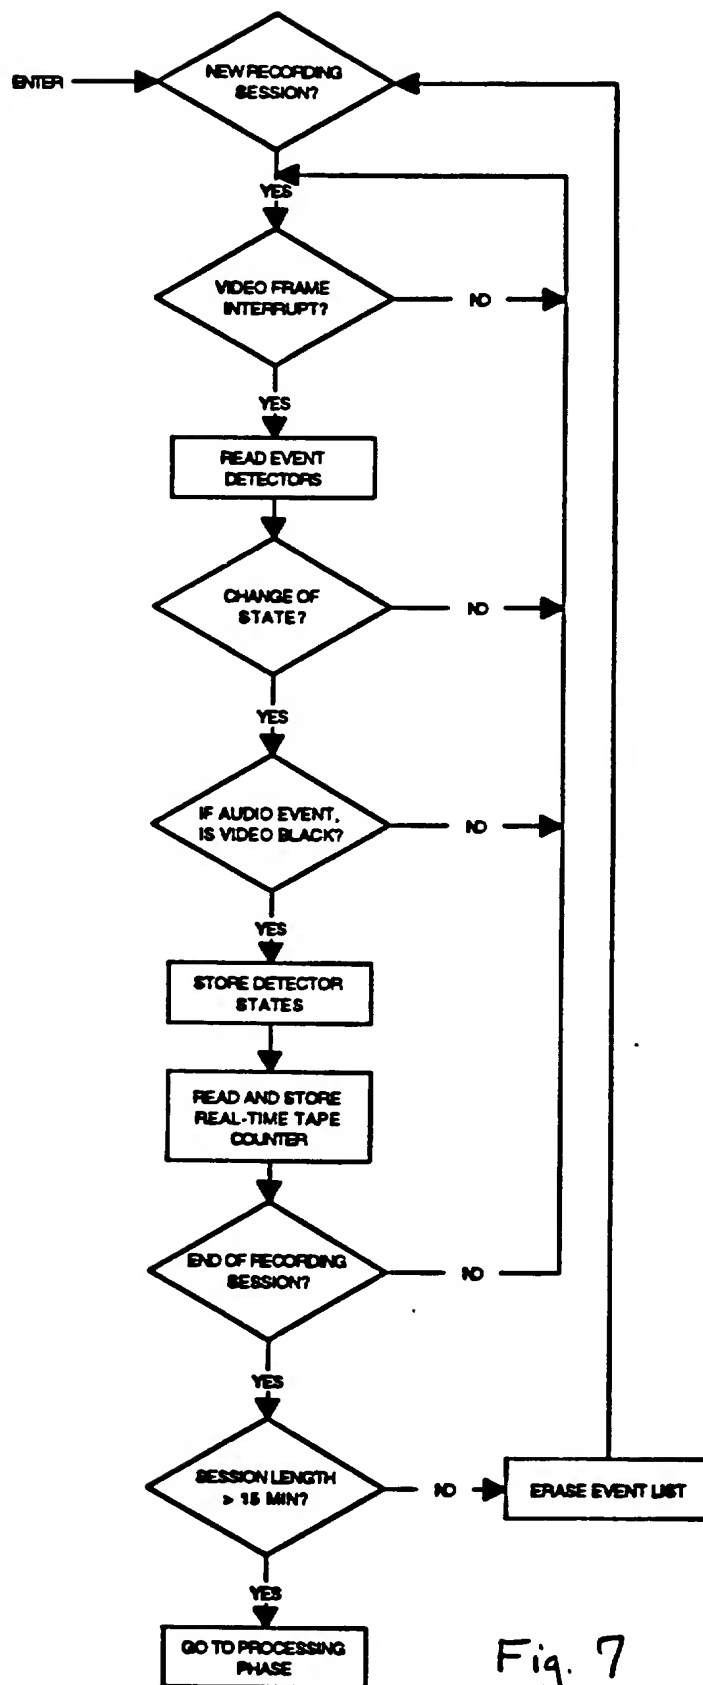 NEW RECORDING
SESSION?
ENTER
YES
VIDEO FRAME
INTERRUPT?
NO
YES
READ EVENT
DETECTORS
CHANGE OF
STATE?
NO
YES
IF AUDIO EVENT,
IS VIDEO BLACK?
NO
YES
STORE DETECTOR
STATES
READ AND STORE
REAL-TIME TAPE
COUNTER
END OF RECORDING
SESSION?
NO
YES
SESSION LENGTH
> 15 MIN?
NO
ERASE EVENT LIST
YES
GO TO PROCESSING
PHASE
Fig. 7